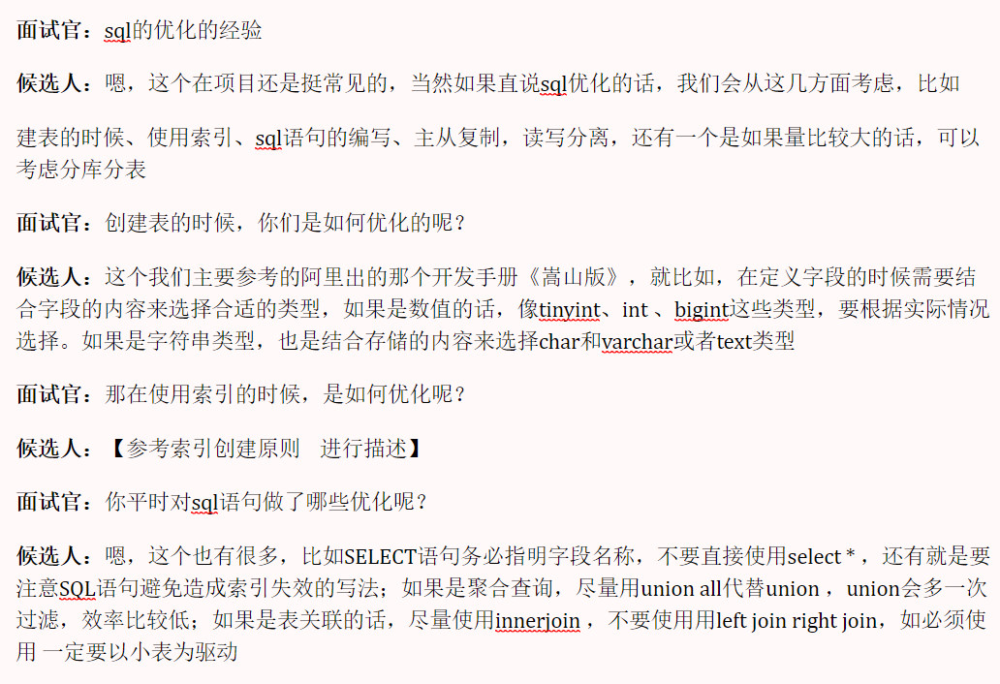 面试官：sql的优化的经验
候选人：嗯，这个在项目还是挺常见的，当然如果直说sql优化的话，我们会从这几方面考虑，比如
建表的时候、使用索引、sql语句的编写、主从复制，读写分离，还有一个是如果量比较大的话，可以
考虑分库分表
面试官：创建表的时候，你们是如何优化的呢？
候选人：这个我们主要参考的阿里出的那个开发手册《嵩山版》，就比如，在定义字段的时候需要结
合字段的内容来选择合适的类型，如果是数值的话，像tinyint、int 、bigint这些类型，要根据实际情况
选择。如果是字符串类型，也是结合存储的内容来选择char和varchar或者text类型
面试官：那在使用索引的时候，是如何优化呢？
候选人：【参考索引创建原则 进行描述】
面试官：你平时对sql语句做了哪些优化呢？
候选人：嗯，这个也有很多，比如SELECT语句务必指明字段名称，不要直接使用select * ，还有就是要
注意SQL语句避免造成索引失效的写法；如果是聚合查询，尽量用union all代替union ，union会多一次
过滤，效率比较低；如果是表关联的话，尽量使用innerjoin ，不要使用用left join right join，如必须使
用 一定要以小表为驱动